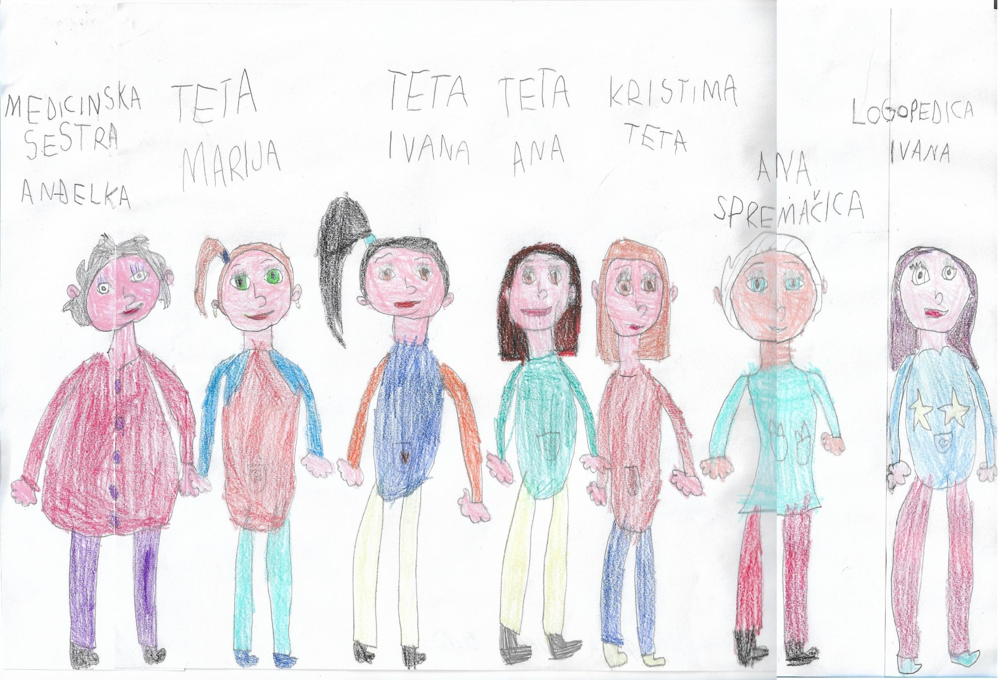 MEDICINSKA
SESTRA
ANĐELKA
TETA
MARIJA
TETA
IVANA
TETA
ANA
KRISTIMA
TETA
ANA
SPREMAČICA
LOGOPEDICA
IVANA